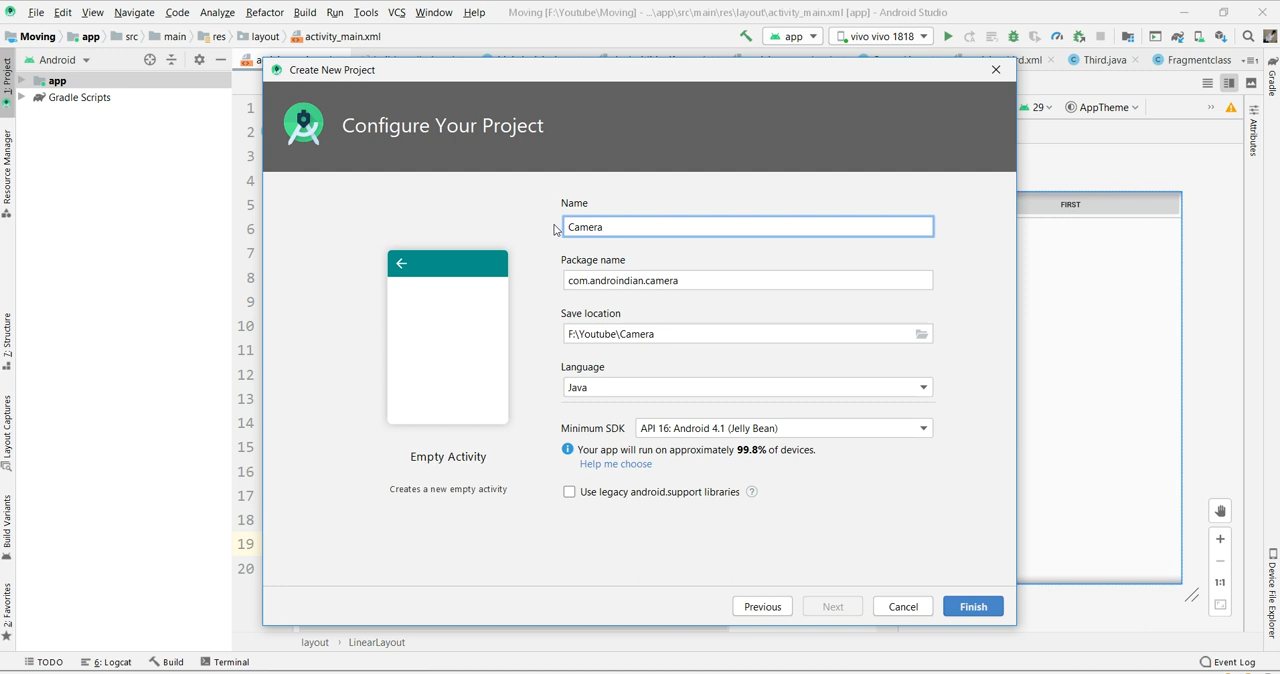 File Edit View Navigate Code Analyze Refactor Build Run Tools VCS Window Help Moving [F:\Youtube\Moving] - ...\app\src\main\res\layout\activity_main.xml [app] - Android Studio
Moving app src main res layout activity_main.xml app vivo vivo 1818
Android
Third.java
Fragmentclass
1: Project
Resource Manager
Z: Structure
Layout Captures
Build Variants
2: Favorites
app
Gradle Scripts
1
2
3
4
5
6
7
8
9
10
11
12
13
14
15
16
17
18
19
20
Create New Project
Configure Your Project
Name
Camera
Package name
com.androindian.camera
Save location
F:\Youtube\Camera
Language
Java
Minimum SDK API 16: Android 4.1 (Jelly Bean)
Your app will run on approximately 99.8% of devices.
Help me choose
Use legacy android.support libraries ?
Empty Activity
Creates a new empty activity
Previous Next Cancel Finish
29 AppTheme
FIRST
1:1
Gradle
Attributes
Device File Explorer
layout › LinearLayout
TODO 6: Logcat Build Terminal Event Log